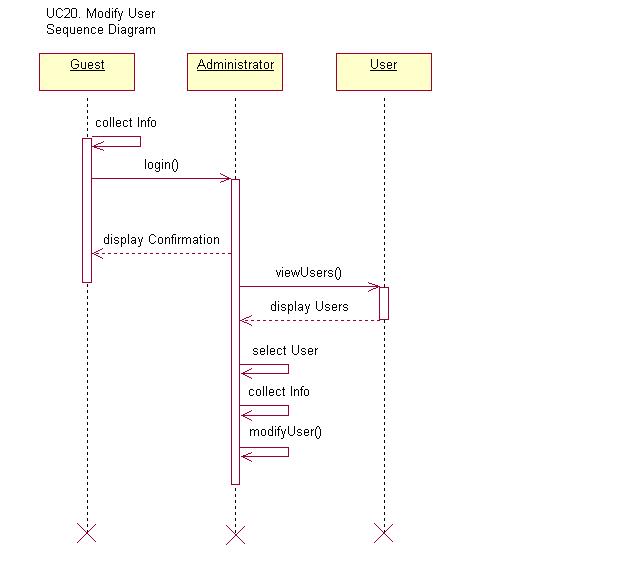 UC20. Modify User
Sequence Diagram
Guest
Administrator
User
collect Info
login()
display Confirmation
viewUsers()
display Users
select User
collect Info
modifyUser()